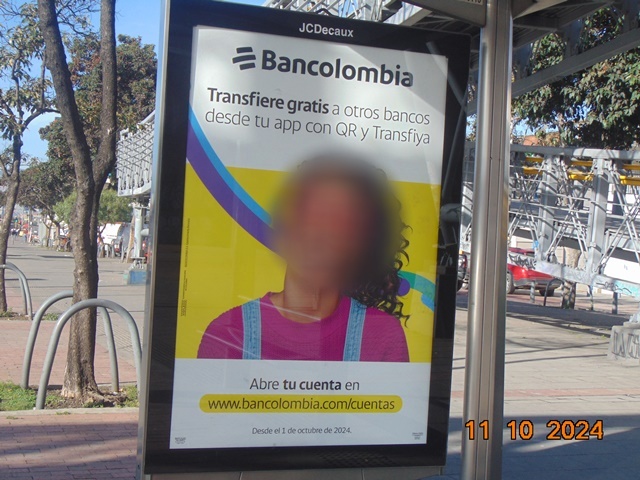 JCDecaux
Bancolombia
Transfiere gratis a otros bancos
desde tu app con QR y Transfiya
Abre tu cuenta en
www.bancolombia.com/cuentas
Desde el 1 de octubre de 2024.
11 10 2024